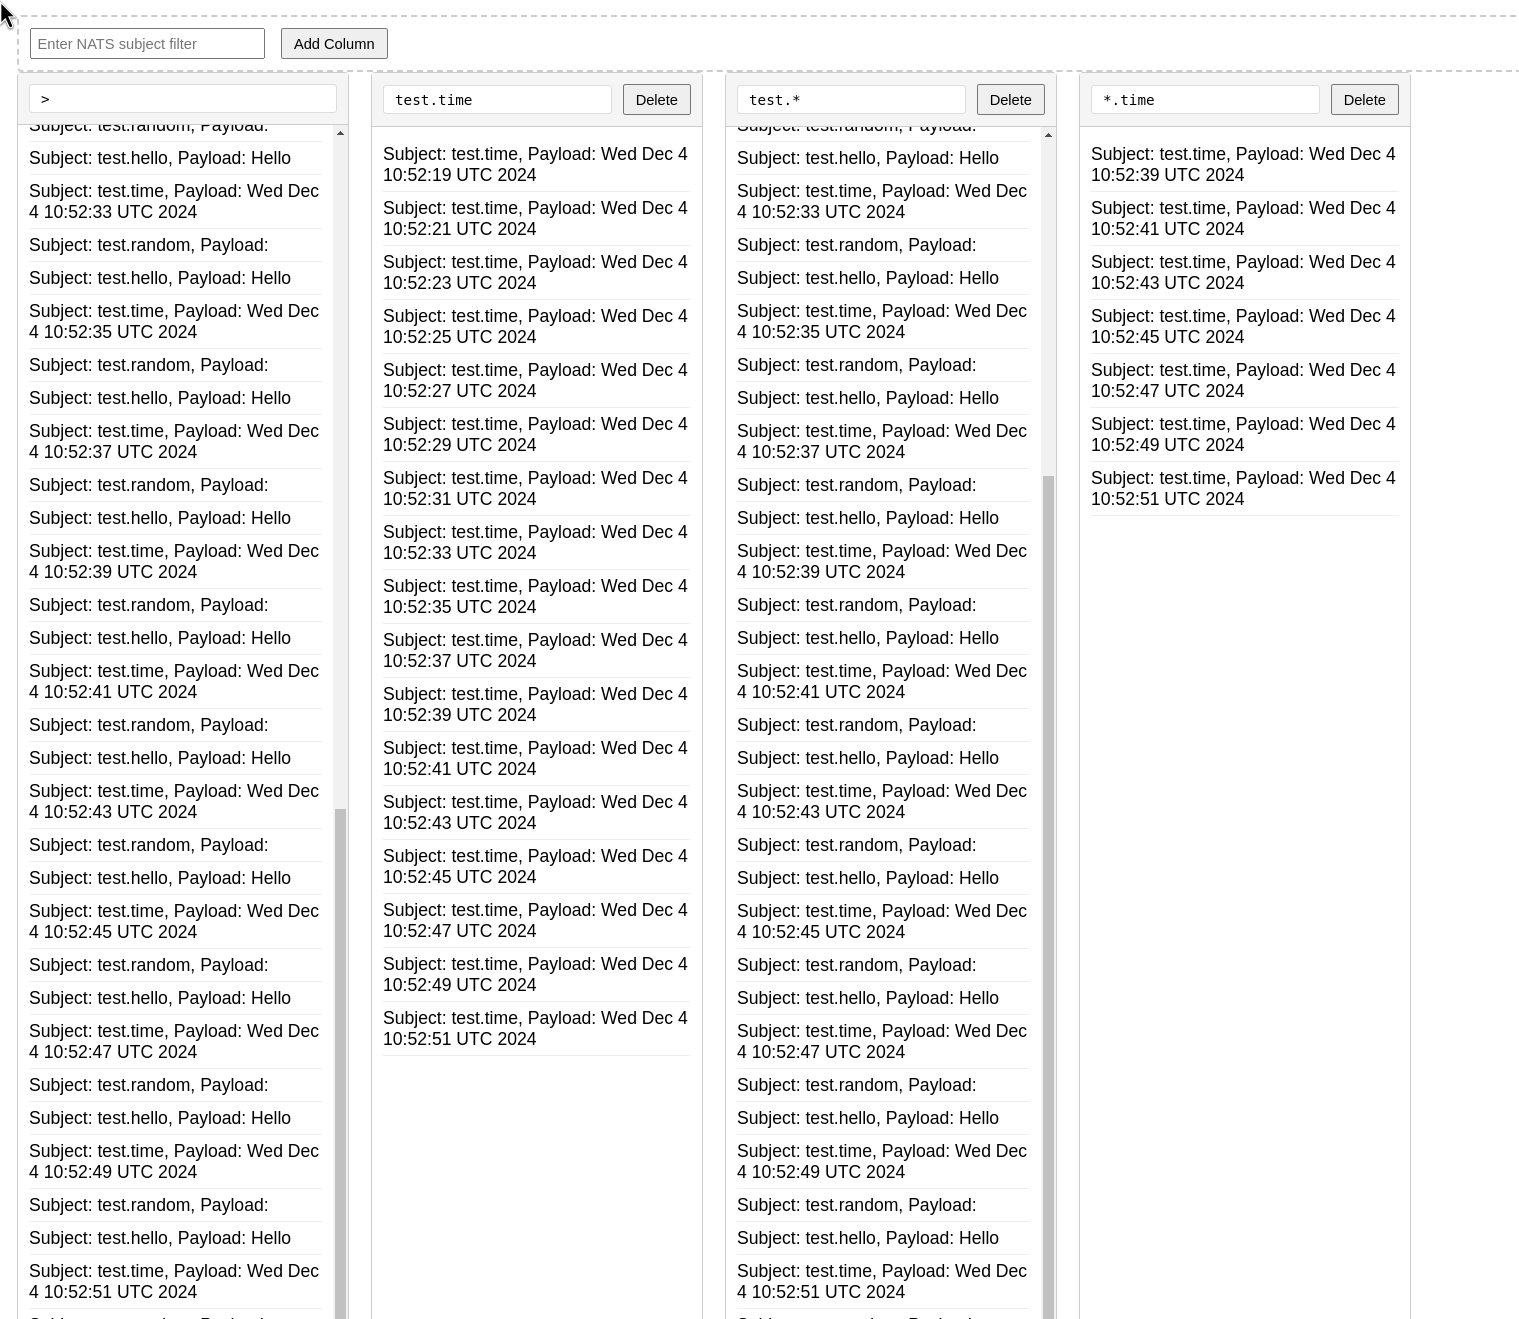 Enter NATS subject filter
Add Column
>
Subject: test.random, Payload:
Subject: test.hello, Payload: Hello
Subject: test.time, Payload: Wed Dec
4 10:52:33 UTC 2024
Subject: test.random, Payload:
Subject: test.hello, Payload: Hello
Subject: test.time, Payload: Wed Dec
4 10:52:35 UTC 2024
Subject: test.random, Payload:
Subject: test.hello, Payload: Hello
Subject: test.time, Payload: Wed Dec
4 10:52:37 UTC 2024
Subject: test.random, Payload:
Subject: test.hello, Payload: Hello
Subject: test.time, Payload: Wed Dec
4 10:52:39 UTC 2024
Subject: test.random, Payload:
Subject: test.hello, Payload: Hello
Subject: test.time, Payload: Wed Dec
4 10:52:41 UTC 2024
Subject: test.random, Payload:
Subject: test.hello, Payload: Hello
Subject: test.time, Payload: Wed Dec
4 10:52:43 UTC 2024
Subject: test.random, Payload:
Subject: test.hello, Payload: Hello
Subject: test.time, Payload: Wed Dec
4 10:52:45 UTC 2024
Subject: test.random, Payload:
Subject: test.hello, Payload: Hello
Subject: test.time, Payload: Wed Dec
4 10:52:47 UTC 2024
Subject: test.random, Payload:
Subject: test.hello, Payload: Hello
Subject: test.time, Payload: Wed Dec
4 10:52:49 UTC 2024
Subject: test.random, Payload:
Subject: test.hello, Payload: Hello
Subject: test.time, Payload: Wed Dec
4 10:52:51 UTC 2024
test.time
Delete
Subject: test.time, Payload: Wed Dec 4
10:52:19 UTC 2024
Subject: test.time, Payload: Wed Dec 4
10:52:21 UTC 2024
Subject: test.time, Payload: Wed Dec 4
10:52:23 UTC 2024
Subject: test.time, Payload: Wed Dec 4
10:52:25 UTC 2024
Subject: test.time, Payload: Wed Dec 4
10:52:27 UTC 2024
Subject: test.time, Payload: Wed Dec 4
10:52:29 UTC 2024
Subject: test.time, Payload: Wed Dec 4
10:52:31 UTC 2024
Subject: test.time, Payload: Wed Dec 4
10:52:33 UTC 2024
Subject: test.time, Payload: Wed Dec 4
10:52:35 UTC 2024
Subject: test.time, Payload: Wed Dec 4
10:52:37 UTC 2024
Subject: test.time, Payload: Wed Dec 4
10:52:39 UTC 2024
Subject: test.time, Payload: Wed Dec 4
10:52:41 UTC 2024
Subject: test.time, Payload: Wed Dec 4
10:52:43 UTC 2024
Subject: test.time, Payload: Wed Dec 4
10:52:45 UTC 2024
Subject: test.time, Payload: Wed Dec 4
10:52:47 UTC 2024
Subject: test.time, Payload: Wed Dec 4
10:52:49 UTC 2024
Subject: test.time, Payload: Wed Dec 4
10:52:51 UTC 2024
test.*
Delete
Subject: test.random, Payload:
Subject: test.hello, Payload: Hello
Subject: test.time, Payload: Wed Dec
4 10:52:33 UTC 2024
Subject: test.random, Payload:
Subject: test.hello, Payload: Hello
Subject: test.time, Payload: Wed Dec
4 10:52:35 UTC 2024
Subject: test.random, Payload:
Subject: test.hello, Payload: Hello
Subject: test.time, Payload: Wed Dec
4 10:52:37 UTC 2024
Subject: test.random, Payload:
Subject: test.hello, Payload: Hello
Subject: test.time, Payload: Wed Dec
4 10:52:39 UTC 2024
Subject: test.random, Payload:
Subject: test.hello, Payload: Hello
Subject: test.time, Payload: Wed Dec
4 10:52:41 UTC 2024
Subject: test.random, Payload:
Subject: test.hello, Payload: Hello
Subject: test.time, Payload: Wed Dec
4 10:52:43 UTC 2024
Subject: test.random, Payload:
Subject: test.hello, Payload: Hello
Subject: test.time, Payload: Wed Dec
4 10:52:45 UTC 2024
Subject: test.random, Payload:
Subject: test.hello, Payload: Hello
Subject: test.time, Payload: Wed Dec
4 10:52:47 UTC 2024
Subject: test.random, Payload:
Subject: test.hello, Payload: Hello
Subject: test.time, Payload: Wed Dec
4 10:52:49 UTC 2024
Subject: test.random, Payload:
Subject: test.hello, Payload: Hello
Subject: test.time, Payload: Wed Dec
4 10:52:51 UTC 2024
*.time
Delete
Subject: test.time, Payload: Wed Dec 4
10:52:39 UTC 2024
Subject: test.time, Payload: Wed Dec 4
10:52:41 UTC 2024
Subject: test.time, Payload: Wed Dec 4
10:52:43 UTC 2024
Subject: test.time, Payload: Wed Dec 4
10:52:45 UTC 2024
Subject: test.time, Payload: Wed Dec 4
10:52:47 UTC 2024
Subject: test.time, Payload: Wed Dec 4
10:52:49 UTC 2024
Subject: test.time, Payload: Wed Dec 4
10:52:51 UTC 2024